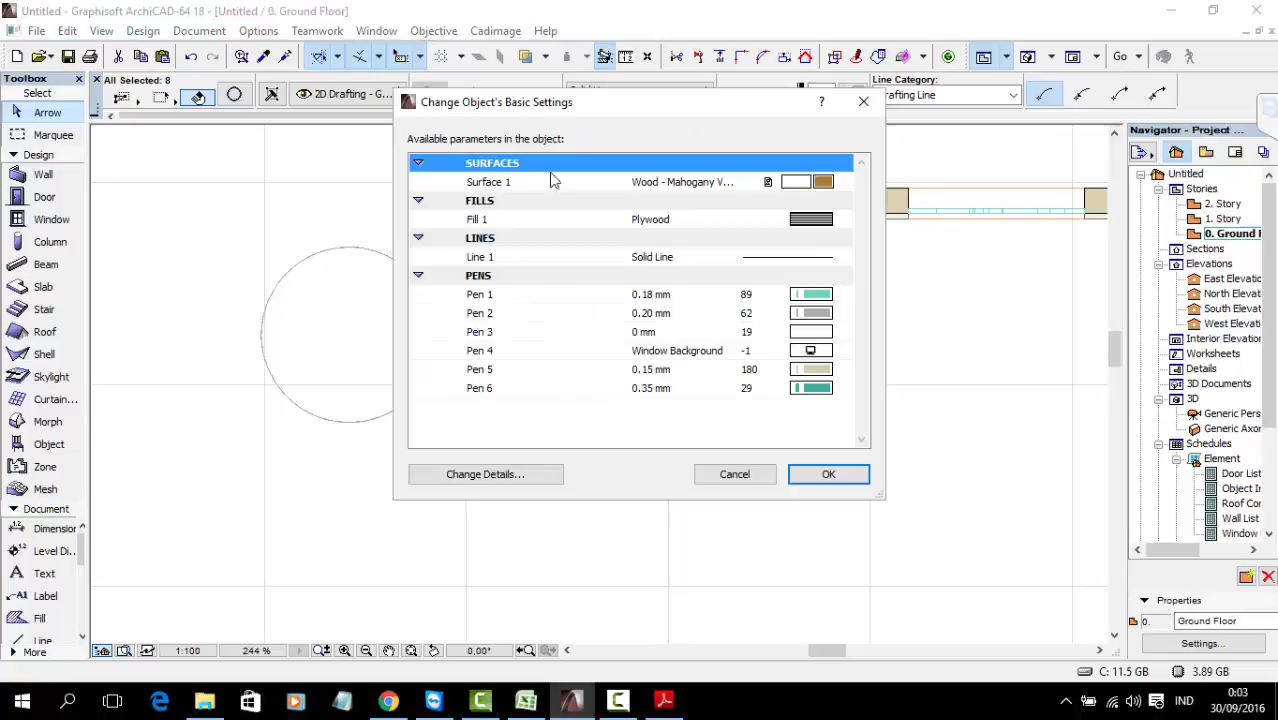 Untitled - Graphisoft ArchiCAD-64 18 - [Untitled / 0. Ground Floor]
File Edit View Design Document Options Teamwork Window Objective Cadimage Help
Go
Toolbox
Select
Arrow
Marquee
Design
Wall
Door
Window
Column
Beam
Slab
Stair
Roof
Shell
Skylight
Curtain...
Morph
Object
Zone
Mesh
Document
Dimension
Level Di...
A1 Text
Label
Fill
Line
More
All Selected: 8
2D Drafting - G...
Line Category:
rafting Line
Change Object's Basic Settings
?
Available parameters in the object:
SURFACES
Surface 1 Wood - Mahogany V...
FILLS
Fill 1 Plywood
LINES
Line 1 Solid Line
PENS
Pen 1 0.18 mm 89
Pen 2 0.20 mm 62
Pen 3 0 mm 19
Pen 4 Window Background -1
Pen 5 0.15 mm 180
Pen 6 0.35 mm 29
Change Details...
Cancel
OK
Navigator - Project ...
Untitled
Stories
2. Story
1. Story
0. Ground F
Sections
Elevations
East Elevat
North Elevat
South Eleva
West Elevat
Interior Elevatio
Worksheets
Details
3D Documents
3D
Generic Pers
Generic Axo
Schedules
Element
Door List
Object In
Roof Cor
Wall List
Window
Properties
0. Ground Floor
Settings...
1:100 244 % 0,00°
C: 11.5 GB 3.89 GB
IND
0:03
30/09/2016